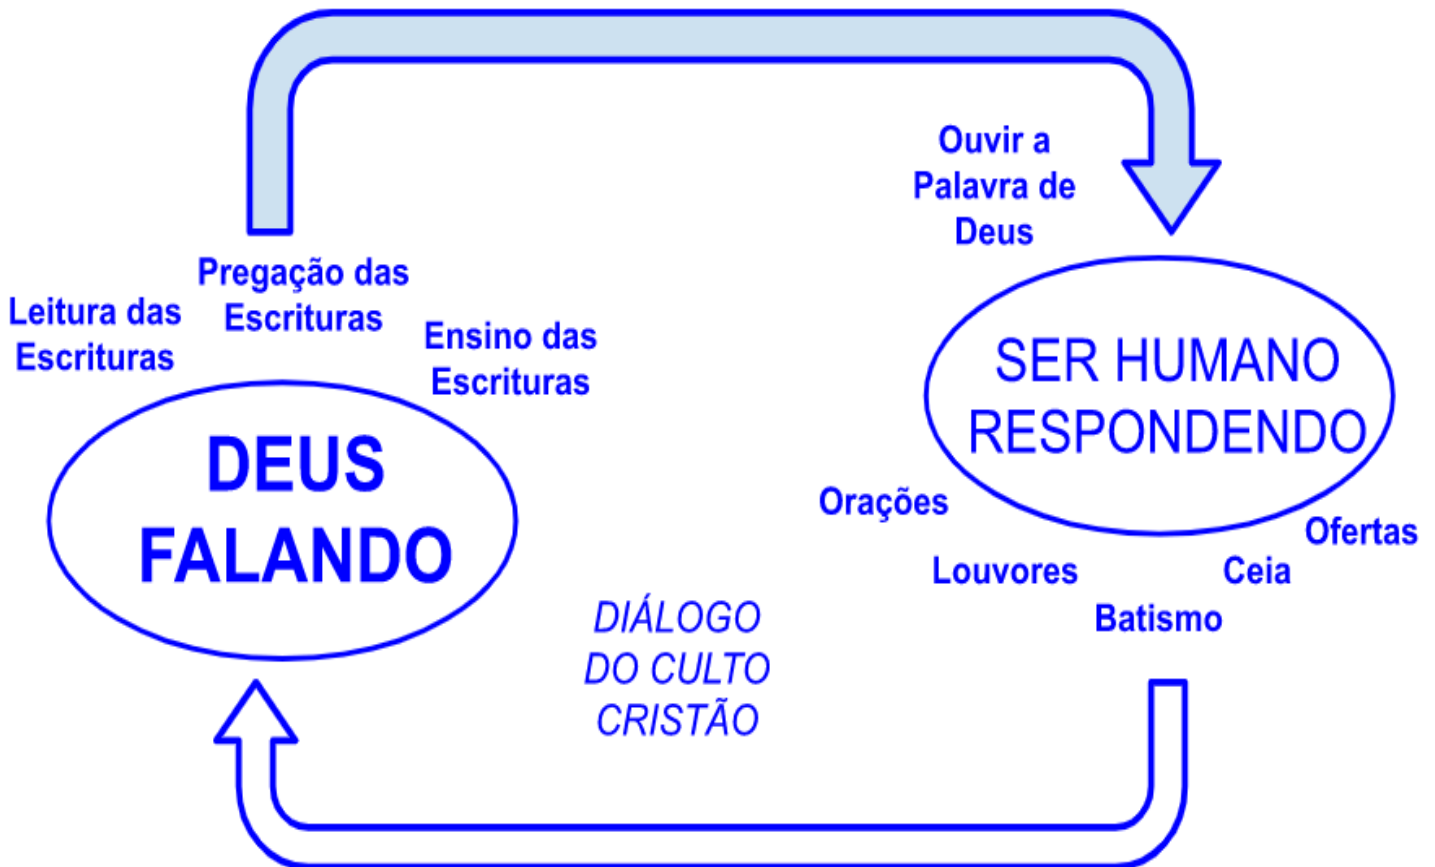 Leitura das
Escrituras
Pregação das
Escrituras
Ensino das
Escrituras
DEUS
FALANDO
Ouvir a
Palavra de
Deus
SER HUMANO
RESPONDENDO
Orações
Louvores
Batismo
Ceia
Ofertas
DIÁLOGO
DO CULTO
CRISTÃO